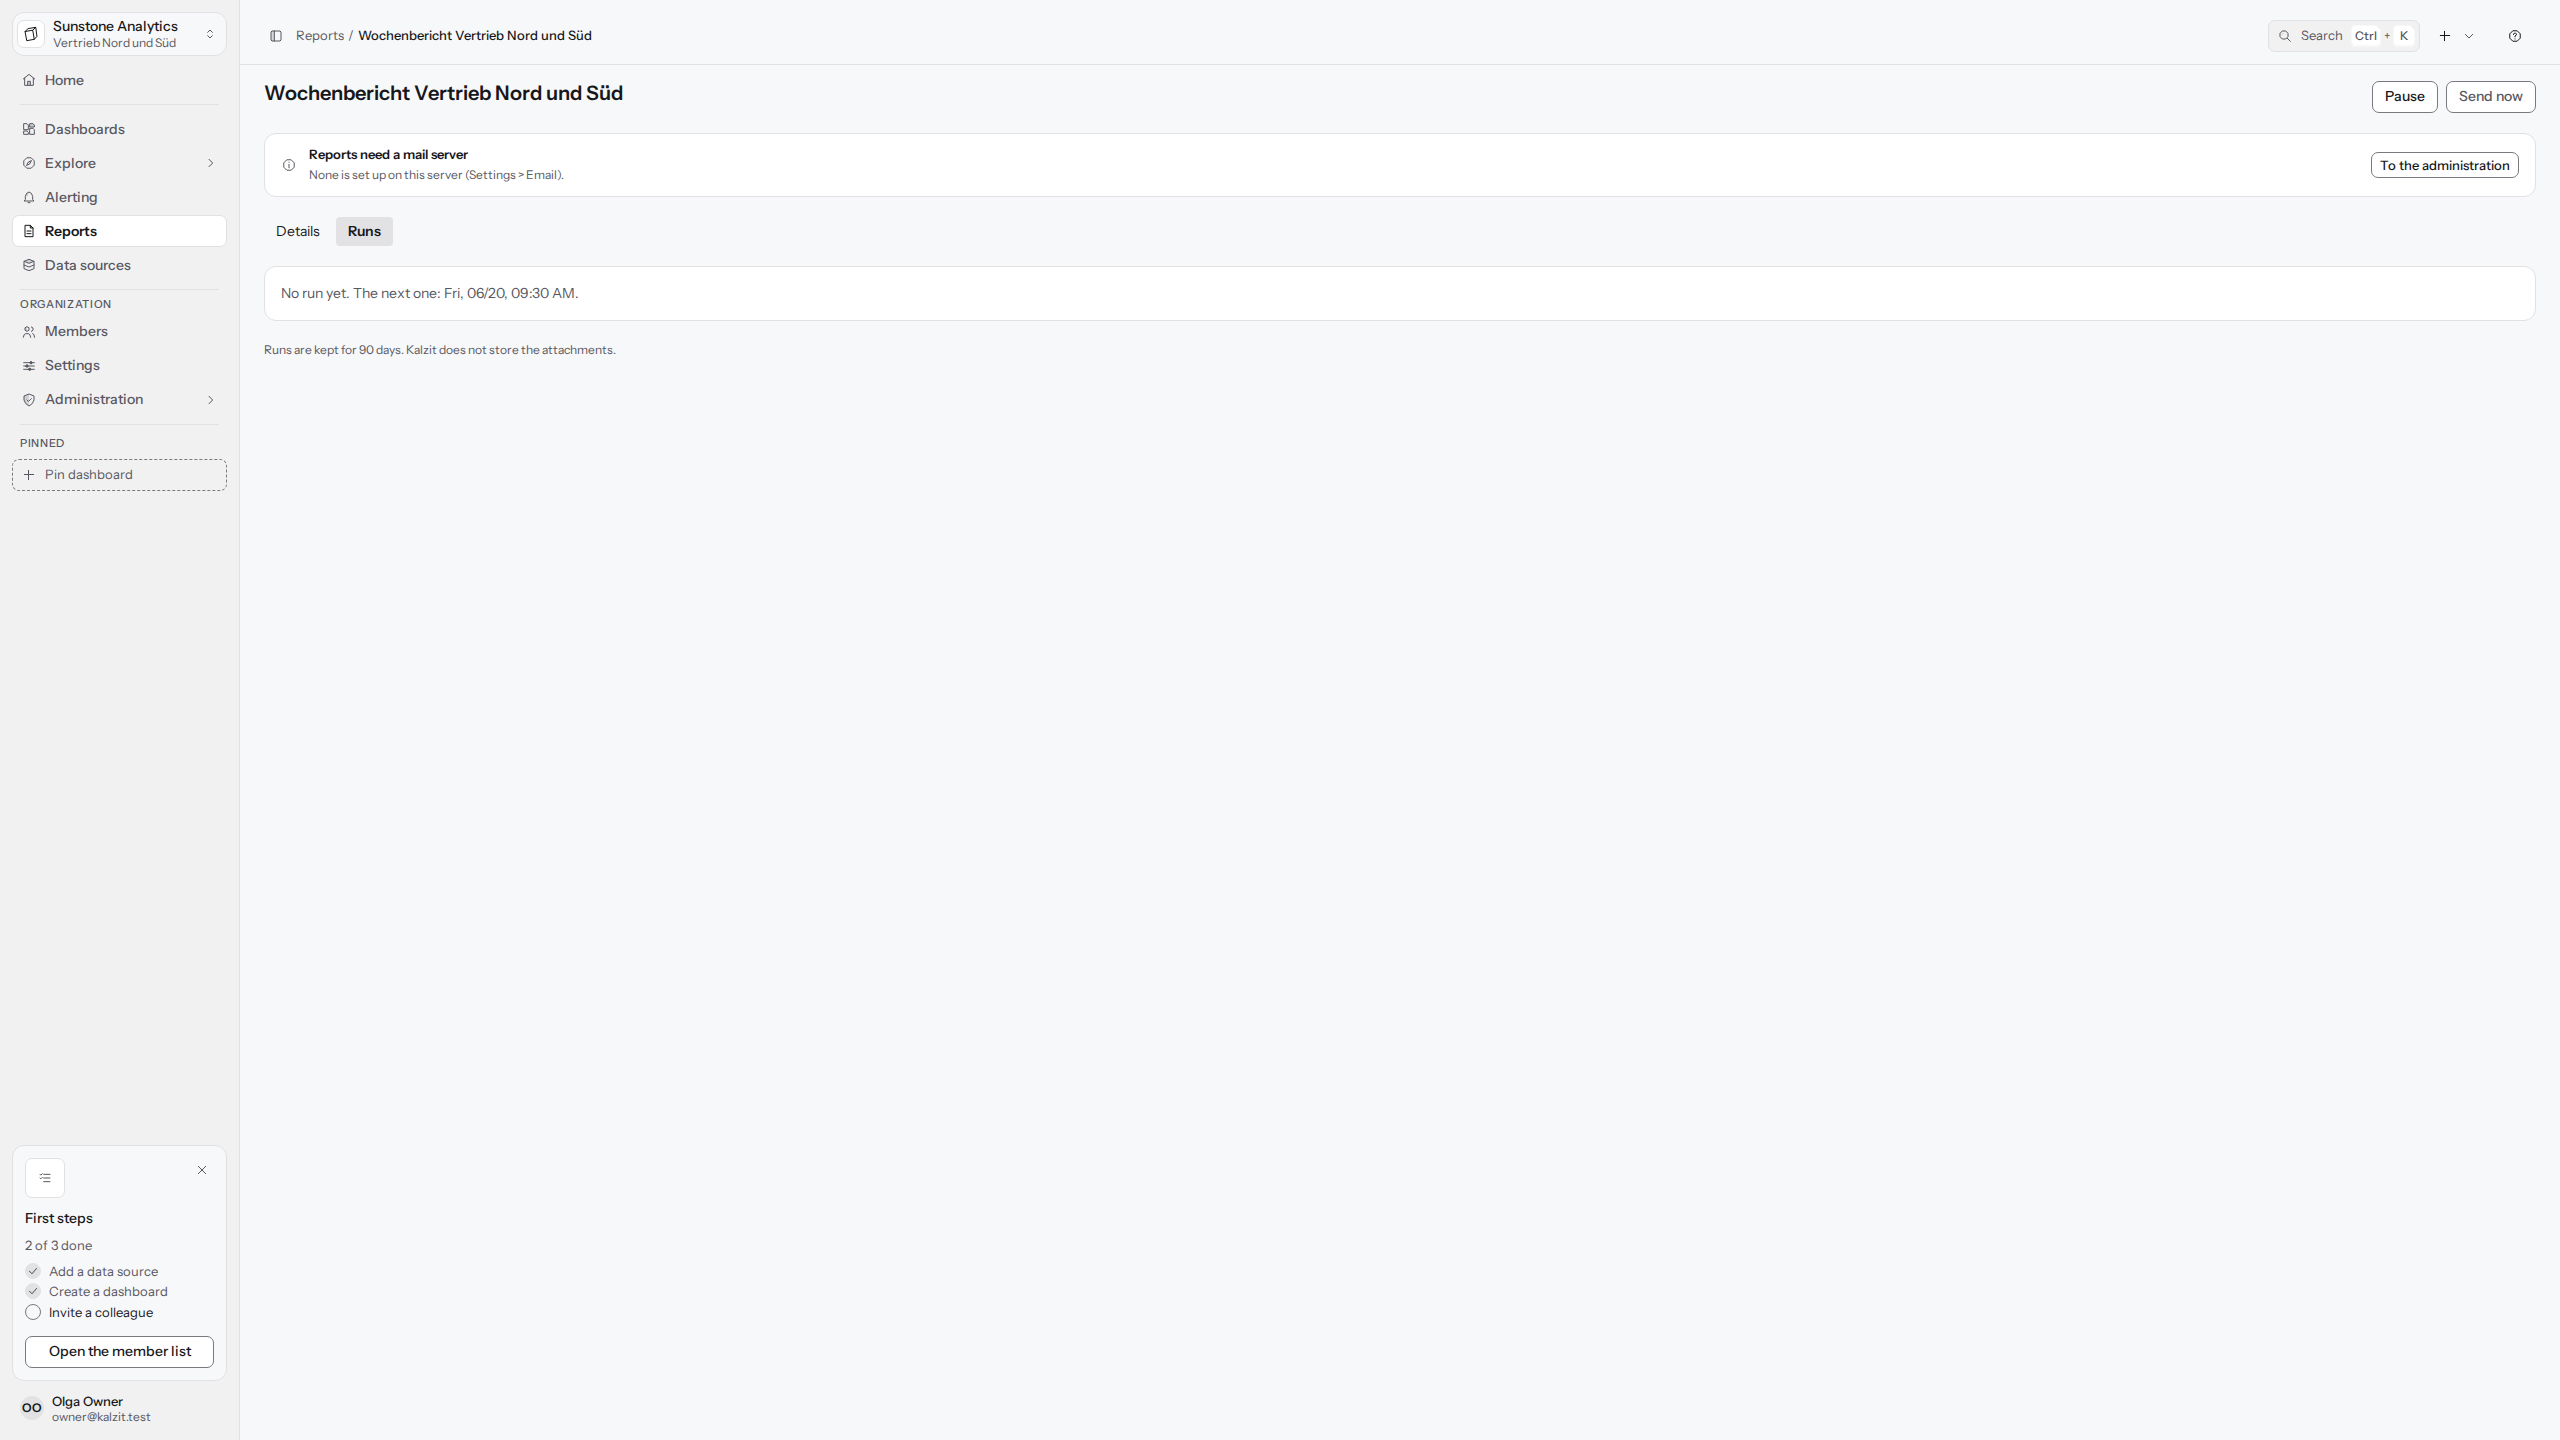 Sunstone Analytics
Vertrieb Nord und Süd
Home
Dashboards
Explore
Alerting
Reports
Data sources
ORGANIZATION
Members
Settings
Administration
PINNED
Pin dashboard
First steps
2 of 3 done
Add a data source
Create a dashboard
Invite a colleague
Open the member list
OO
Olga Owner
owner@kalzit.test
Reports / Wochenbericht Vertrieb Nord und Süd
Search Ctrl + K
Wochenbericht Vertrieb Nord und Süd
Pause
Send now
Reports need a mail server
None is set up on this server (Settings > Email).
To the administration
Details
Runs
No run yet. The next one: Fri, 06/20, 09:30 AM.
Runs are kept for 90 days. Kalzit does not store the attachments.